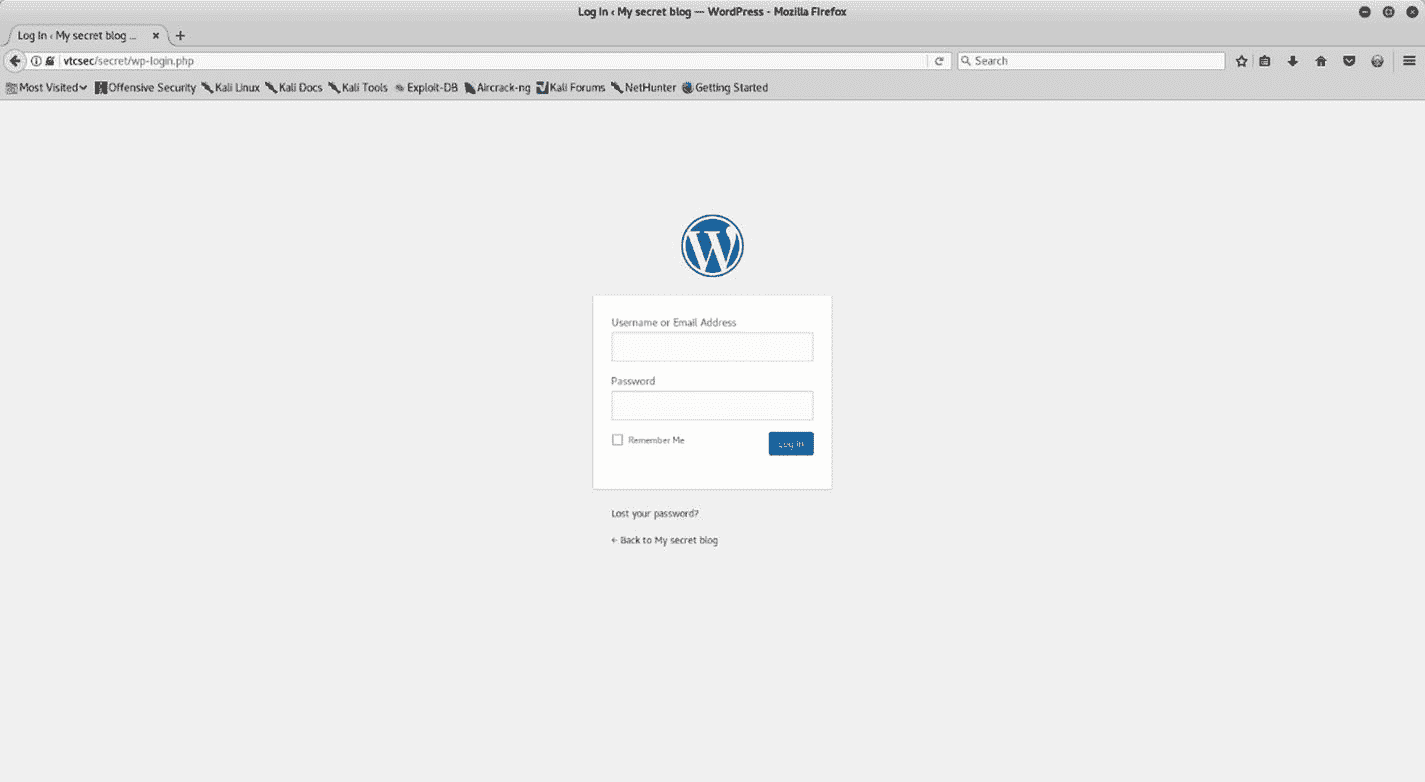 Log In ‹ My secret blog — WordPress - Mozilla Firefox
Log In ‹ My secret blog ...
vtcsec/secret/wp-login.php
Search
Most Visited Offensive Security Kali Linux Kali Docs Kali Tools Exploit-DB Aircrack-ng Kali Forums NetHunter Getting Started
Username or Email Address
Password
Remember Me
Log In
Lost your password?
← Back to My secret blog